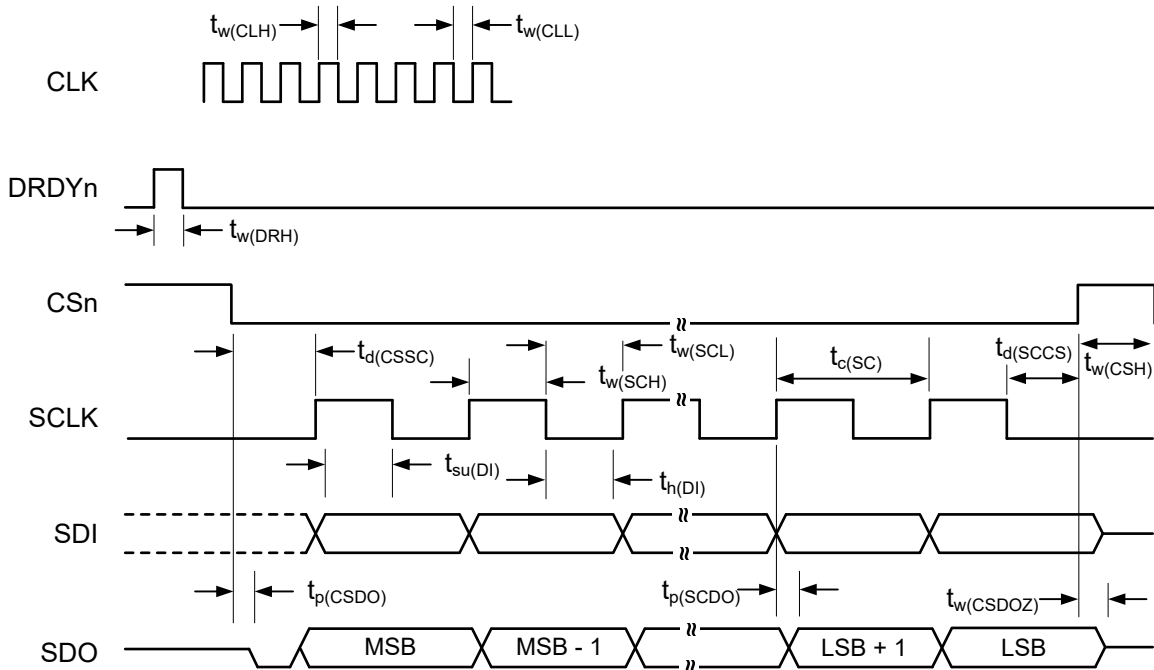 tw(CLH) tw(CLL)
CLK
DRDYn
tw(DRH)
CSn
td(CSSC) tw(SCL) tc(SC) td(SCCS)
tw(SCH) tw(CSH)
SCLK
tsu(DI) th(DI)
SDI
tp(CSDO) tp(SCDO) tw(CSDOZ)
SDO MSB MSB - 1 LSB + 1 LSB